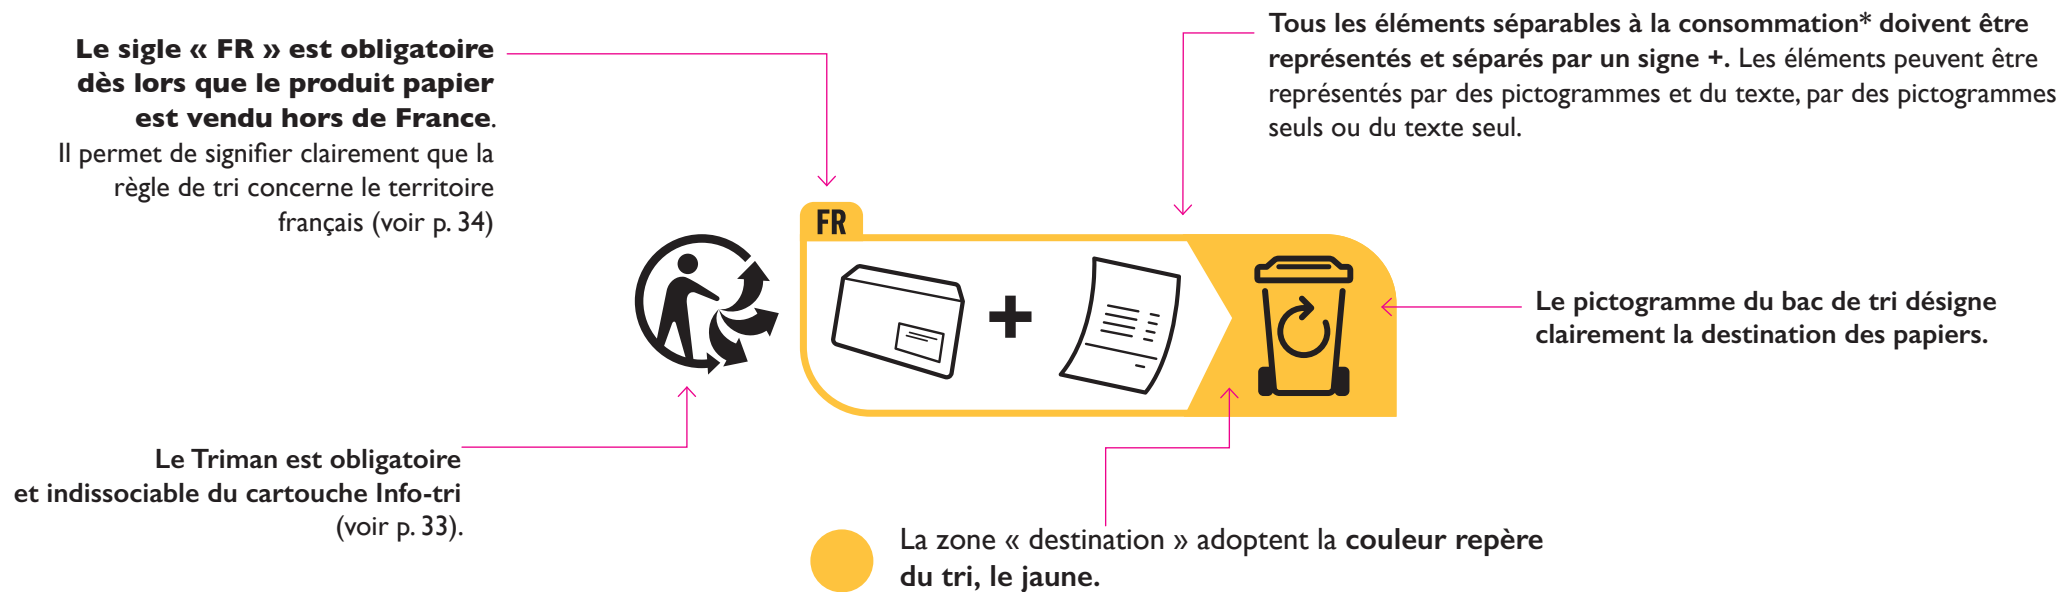 Le sigle « FR » est obligatoire
dès lors que le produit papier
est vendu hors de France.
Il permet de signifier clairement que la
règle de tri concerne le territoire
français (voir p. 34)
Tous les éléments séparables à la consommation* doivent être
représentés et séparés par un signe +. Les éléments peuvent être
représentés par des pictogrammes et du texte, par des pictogrammes
seuls ou du texte seul.
FR
+
Le pictogramme du bac de tri désigne
clairement la destination des papiers.
Le Triman est obligatoire
et indissociable du cartouche Info-tri
(voir p. 33).
La zone « destination » adoptent la couleur repère
du tri, le jaune.